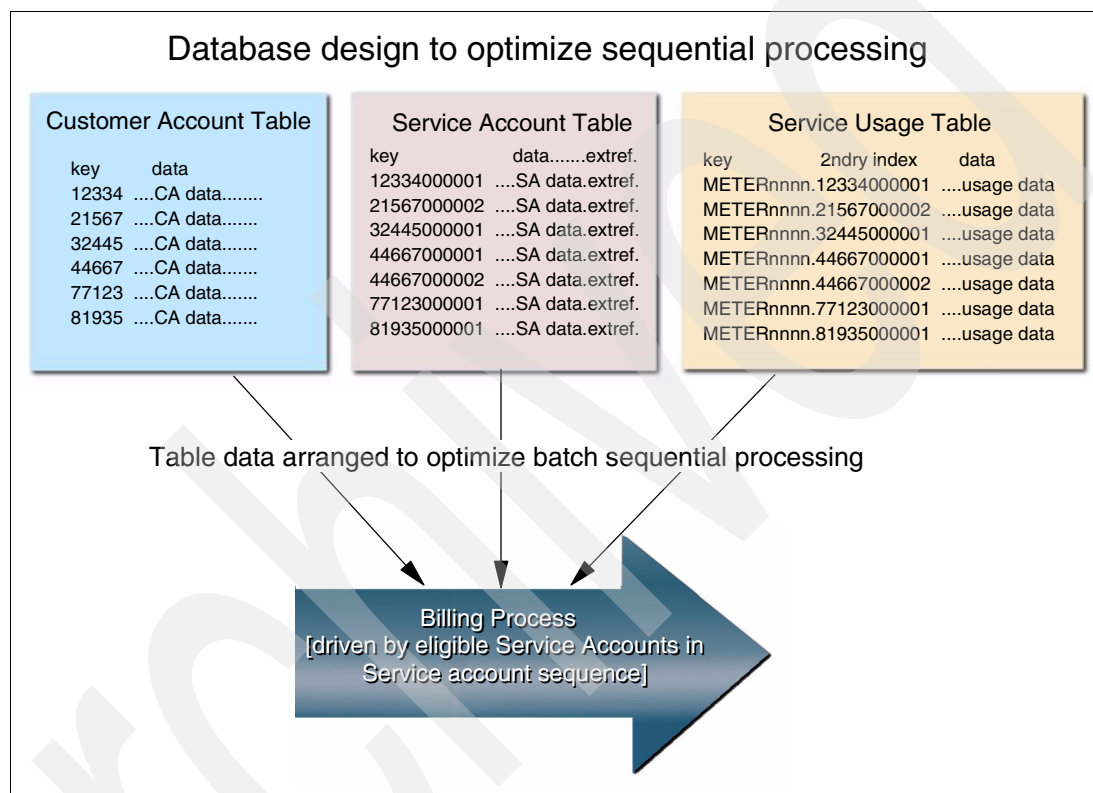 Database design to optimize sequential processing
Customer Account Table
key data
12334 ....CA data........
21567 ....CA data.......
32445 ....CA data.......
44667 ....CA data.......
77123 ....CA data.......
81935 ....CA data.......
Service Account Table
key data.......extref.
12334000001 ....SA data.extref.
21567000002 ....SA data.extref.
32445000001 ....SA data.extref.
44667000001 ....SA data.extref.
44667000002 ....SA data.extref.
77123000001 ....SA data.extref.
81935000001 ....SA data.extref.
Service Usage Table
key 2ndry index data
METERnnnn.12334000001 ....usage data
METERnnnn.21567000002 ....usage data
METERnnnn.32445000001 ....usage data
METERnnnn.44667000001 ....usage data
METERnnnn.44667000002 ....usage data
METERnnnn.77123000001 ....usage data
METERnnnn.81935000001 ....usage data
Table data arranged to optimize batch sequential processing
Billing Process
[driven by eligible Service Accounts in
Service account sequence]